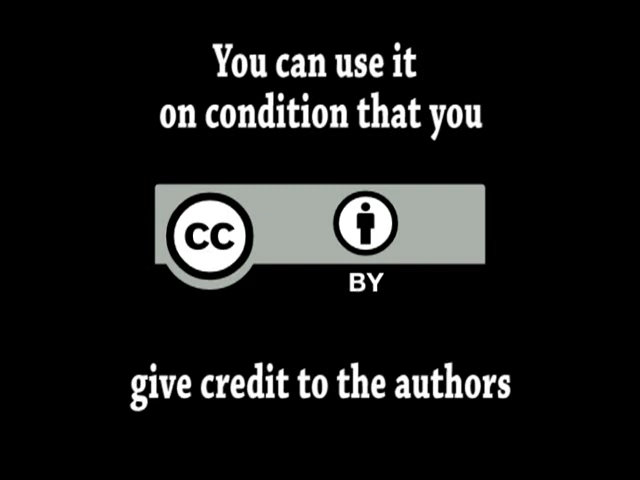 You can use it
on condition that you
CC
BY
give credit to the authors